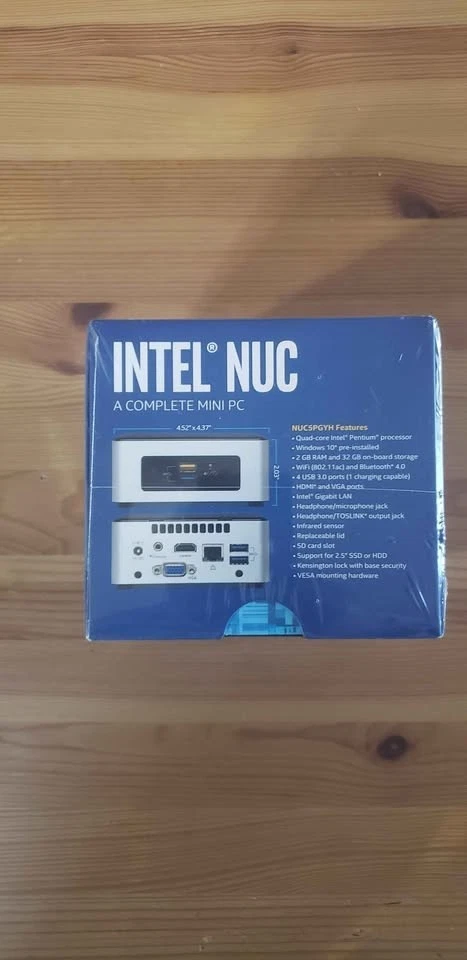 INTEL® NUC
A COMPLETE MINI PC
4.52" x 4.37"
2.03"
NUC5PGYH Features
• Quad-core Intel® Pentium® processor
• Windows 10* pre-installed
• 2 GB RAM and 32 GB on-board storage
• WiFi (802.11ac) and Bluetooth* 4.0
• 4 USB 3.0 ports (1 charging capable)
• HDMI* and VGA ports
• Intel® Gigabit LAN
• Headphone/microphone jack
• Headphone/TOSLINK* output jack
• Infrared sensor
• Replaceable lid
• SD card slot
• Support for 2.5" SSD or HDD
• Kensington lock with base security
• VESA mounting hardware
VGA